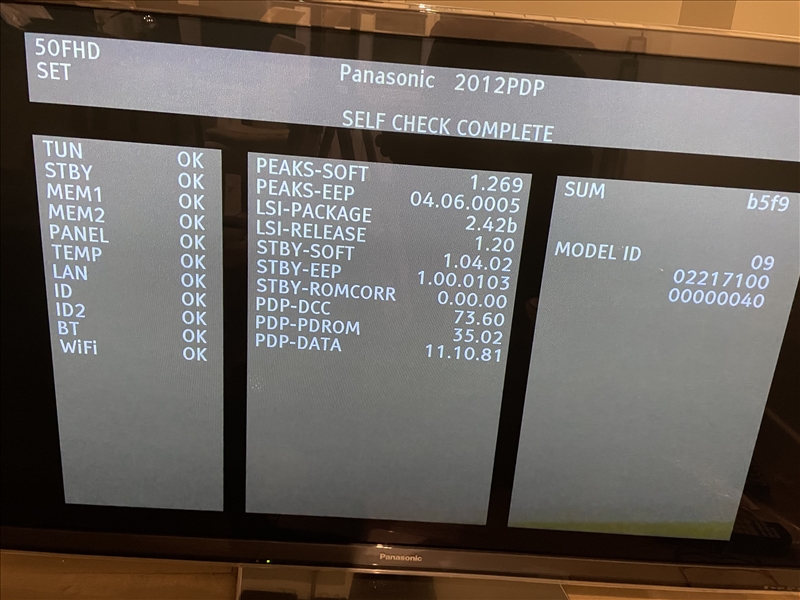 50FHD
SET
Panasonic 2012PDP
SELF CHECK COMPLETE
TUN OK
STBY OK
MEM1 OK
MEM2 OK
PANEL OK
TEMP OK
LAN OK
ID OK
ID2 OK
BT OK
WiFi OK
PEAKS-SOFT 1.269
PEAKS-EEP 04.06.0005
LSI-PACKAGE 2.42b
LSI-RELEASE 1.20
STBY-SOFT 1.04.02
STBY-EEP 1.00.0103
STBY-ROMCORR 0.00.00
PDP-DCC 73.60
PDP-PDROM 35.02
PDP-DATA 11.10.81
SUM b5f9
MODEL ID 09
02217100
00000040
Panasonic